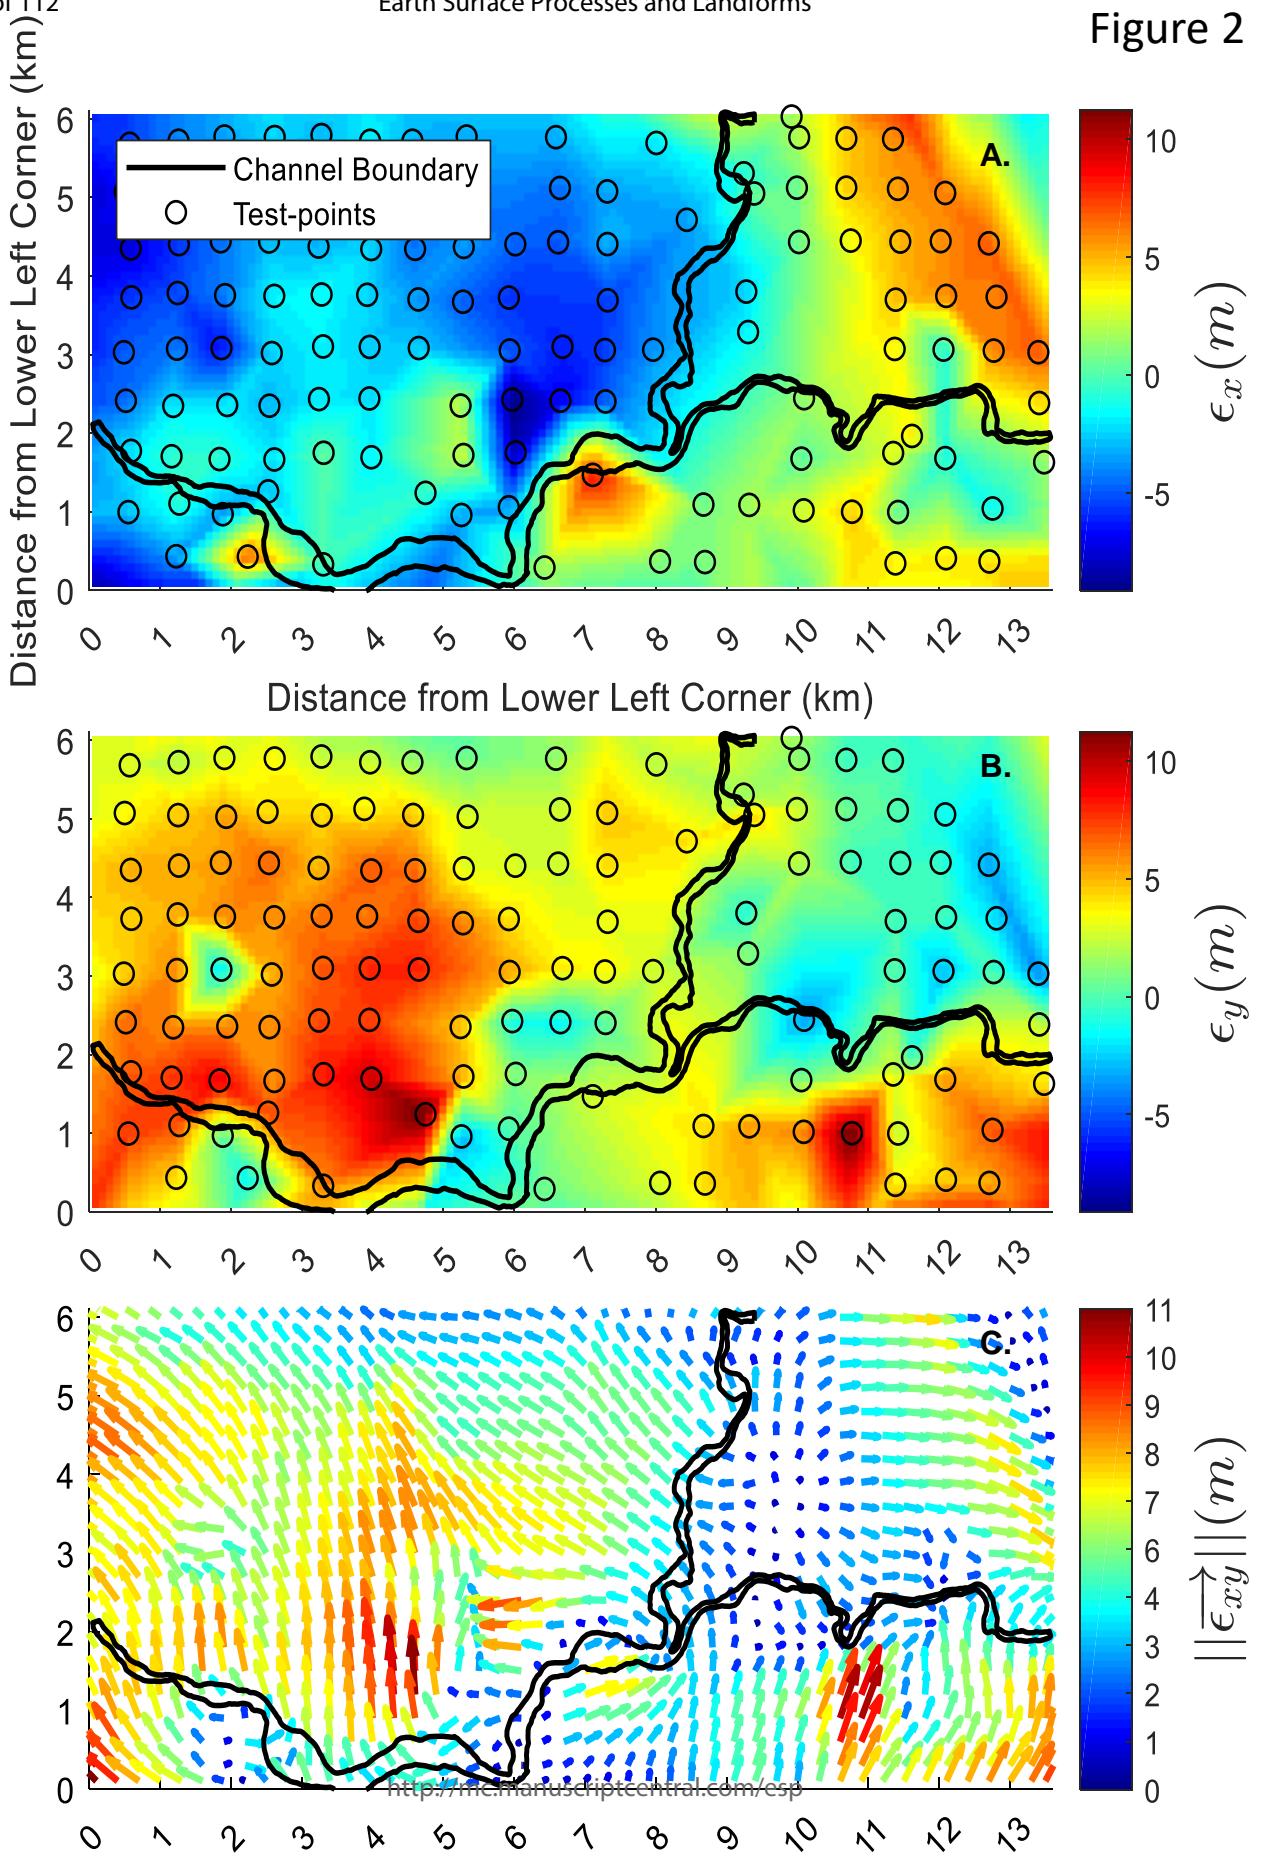 of 112
Earth Surface Processes and Landforms
Figure 2
Distance from Lower Left Corner (km)
6
5
4
3
2
1
0
Channel Boundary
Test-points
A.
0 1 2 3 4 5 6 7 8 9 10 11 12 13
Distance from Lower Left Corner (km)
10
5
0
-5
ϵx (m)
6
5
4
3
2
1
0
B.
0 1 2 3 4 5 6 7 8 9 10 11 12 13
10
5
0
-5
ϵy (m)
6
5
4
3
2
1
0
C.
0 1 2 3 4 5 6 7 8 9 10 11 12 13
11
10
9
8
7
6
4
3
2
1
0
||ϵxy|| (m)
http://mc.manuscriptcentral.com/esp